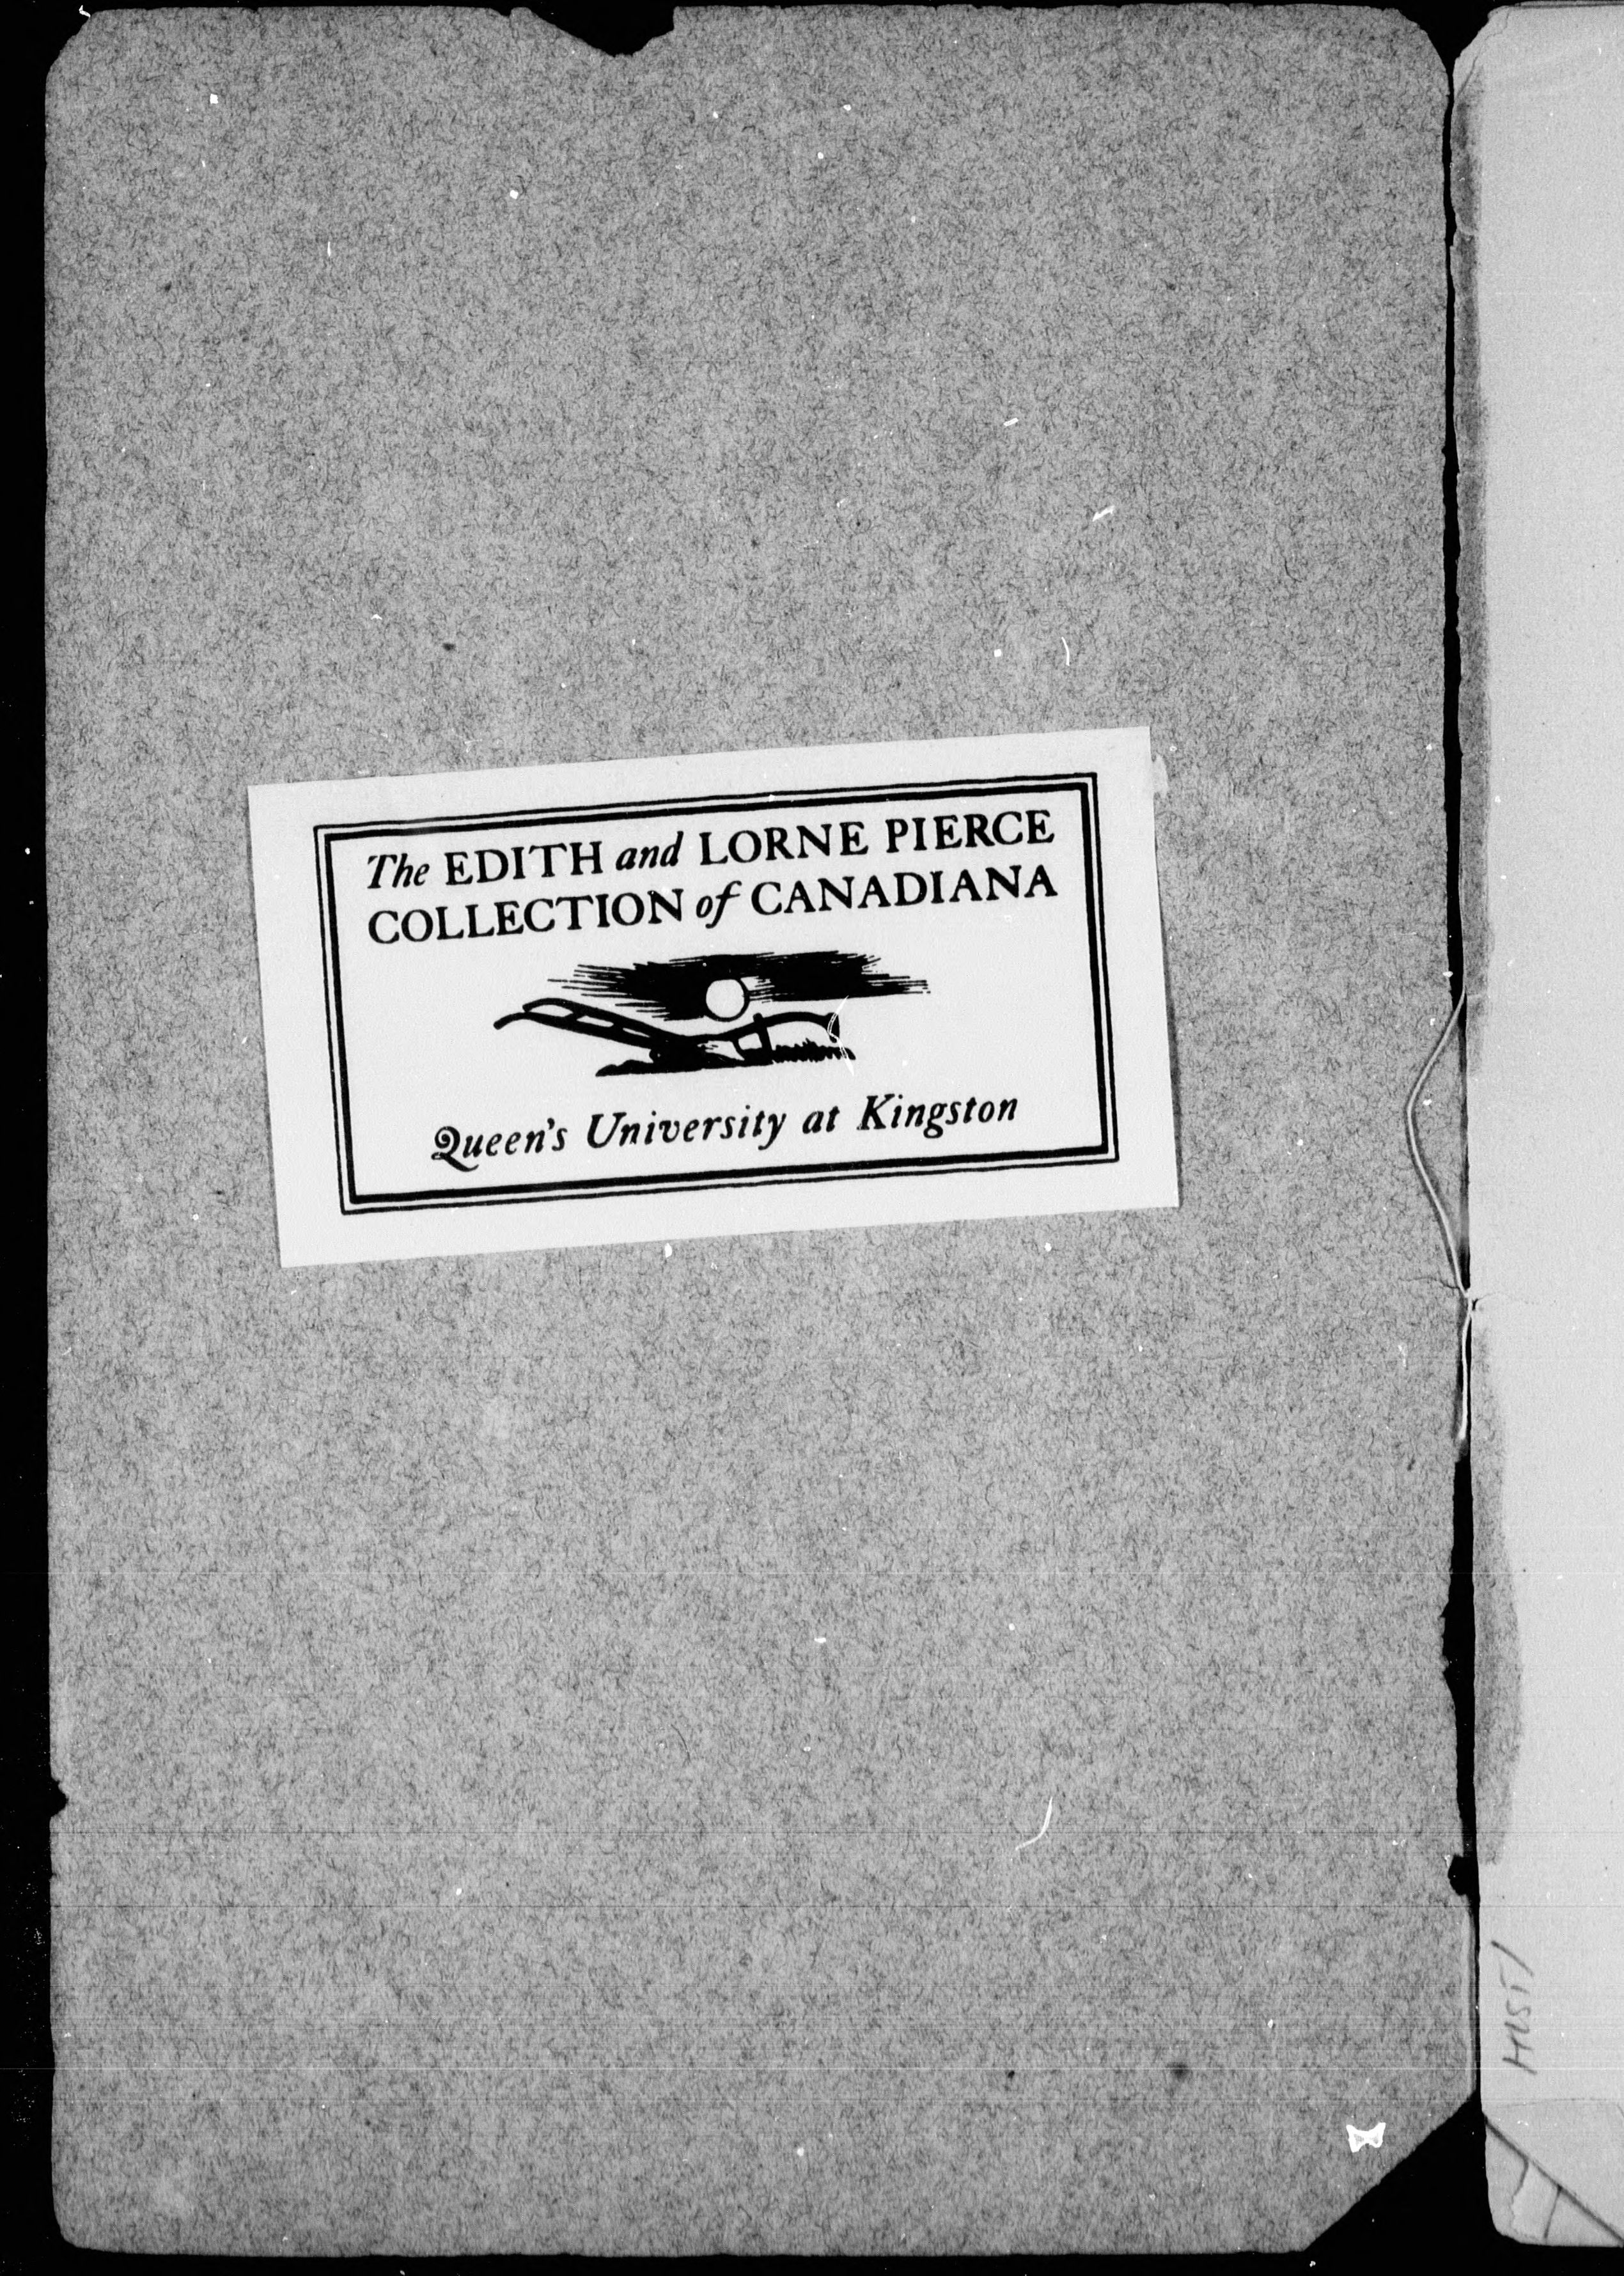 The EDITH and LORNE PIERCE
COLLECTION of CANADIANA
Queen's University at Kingston